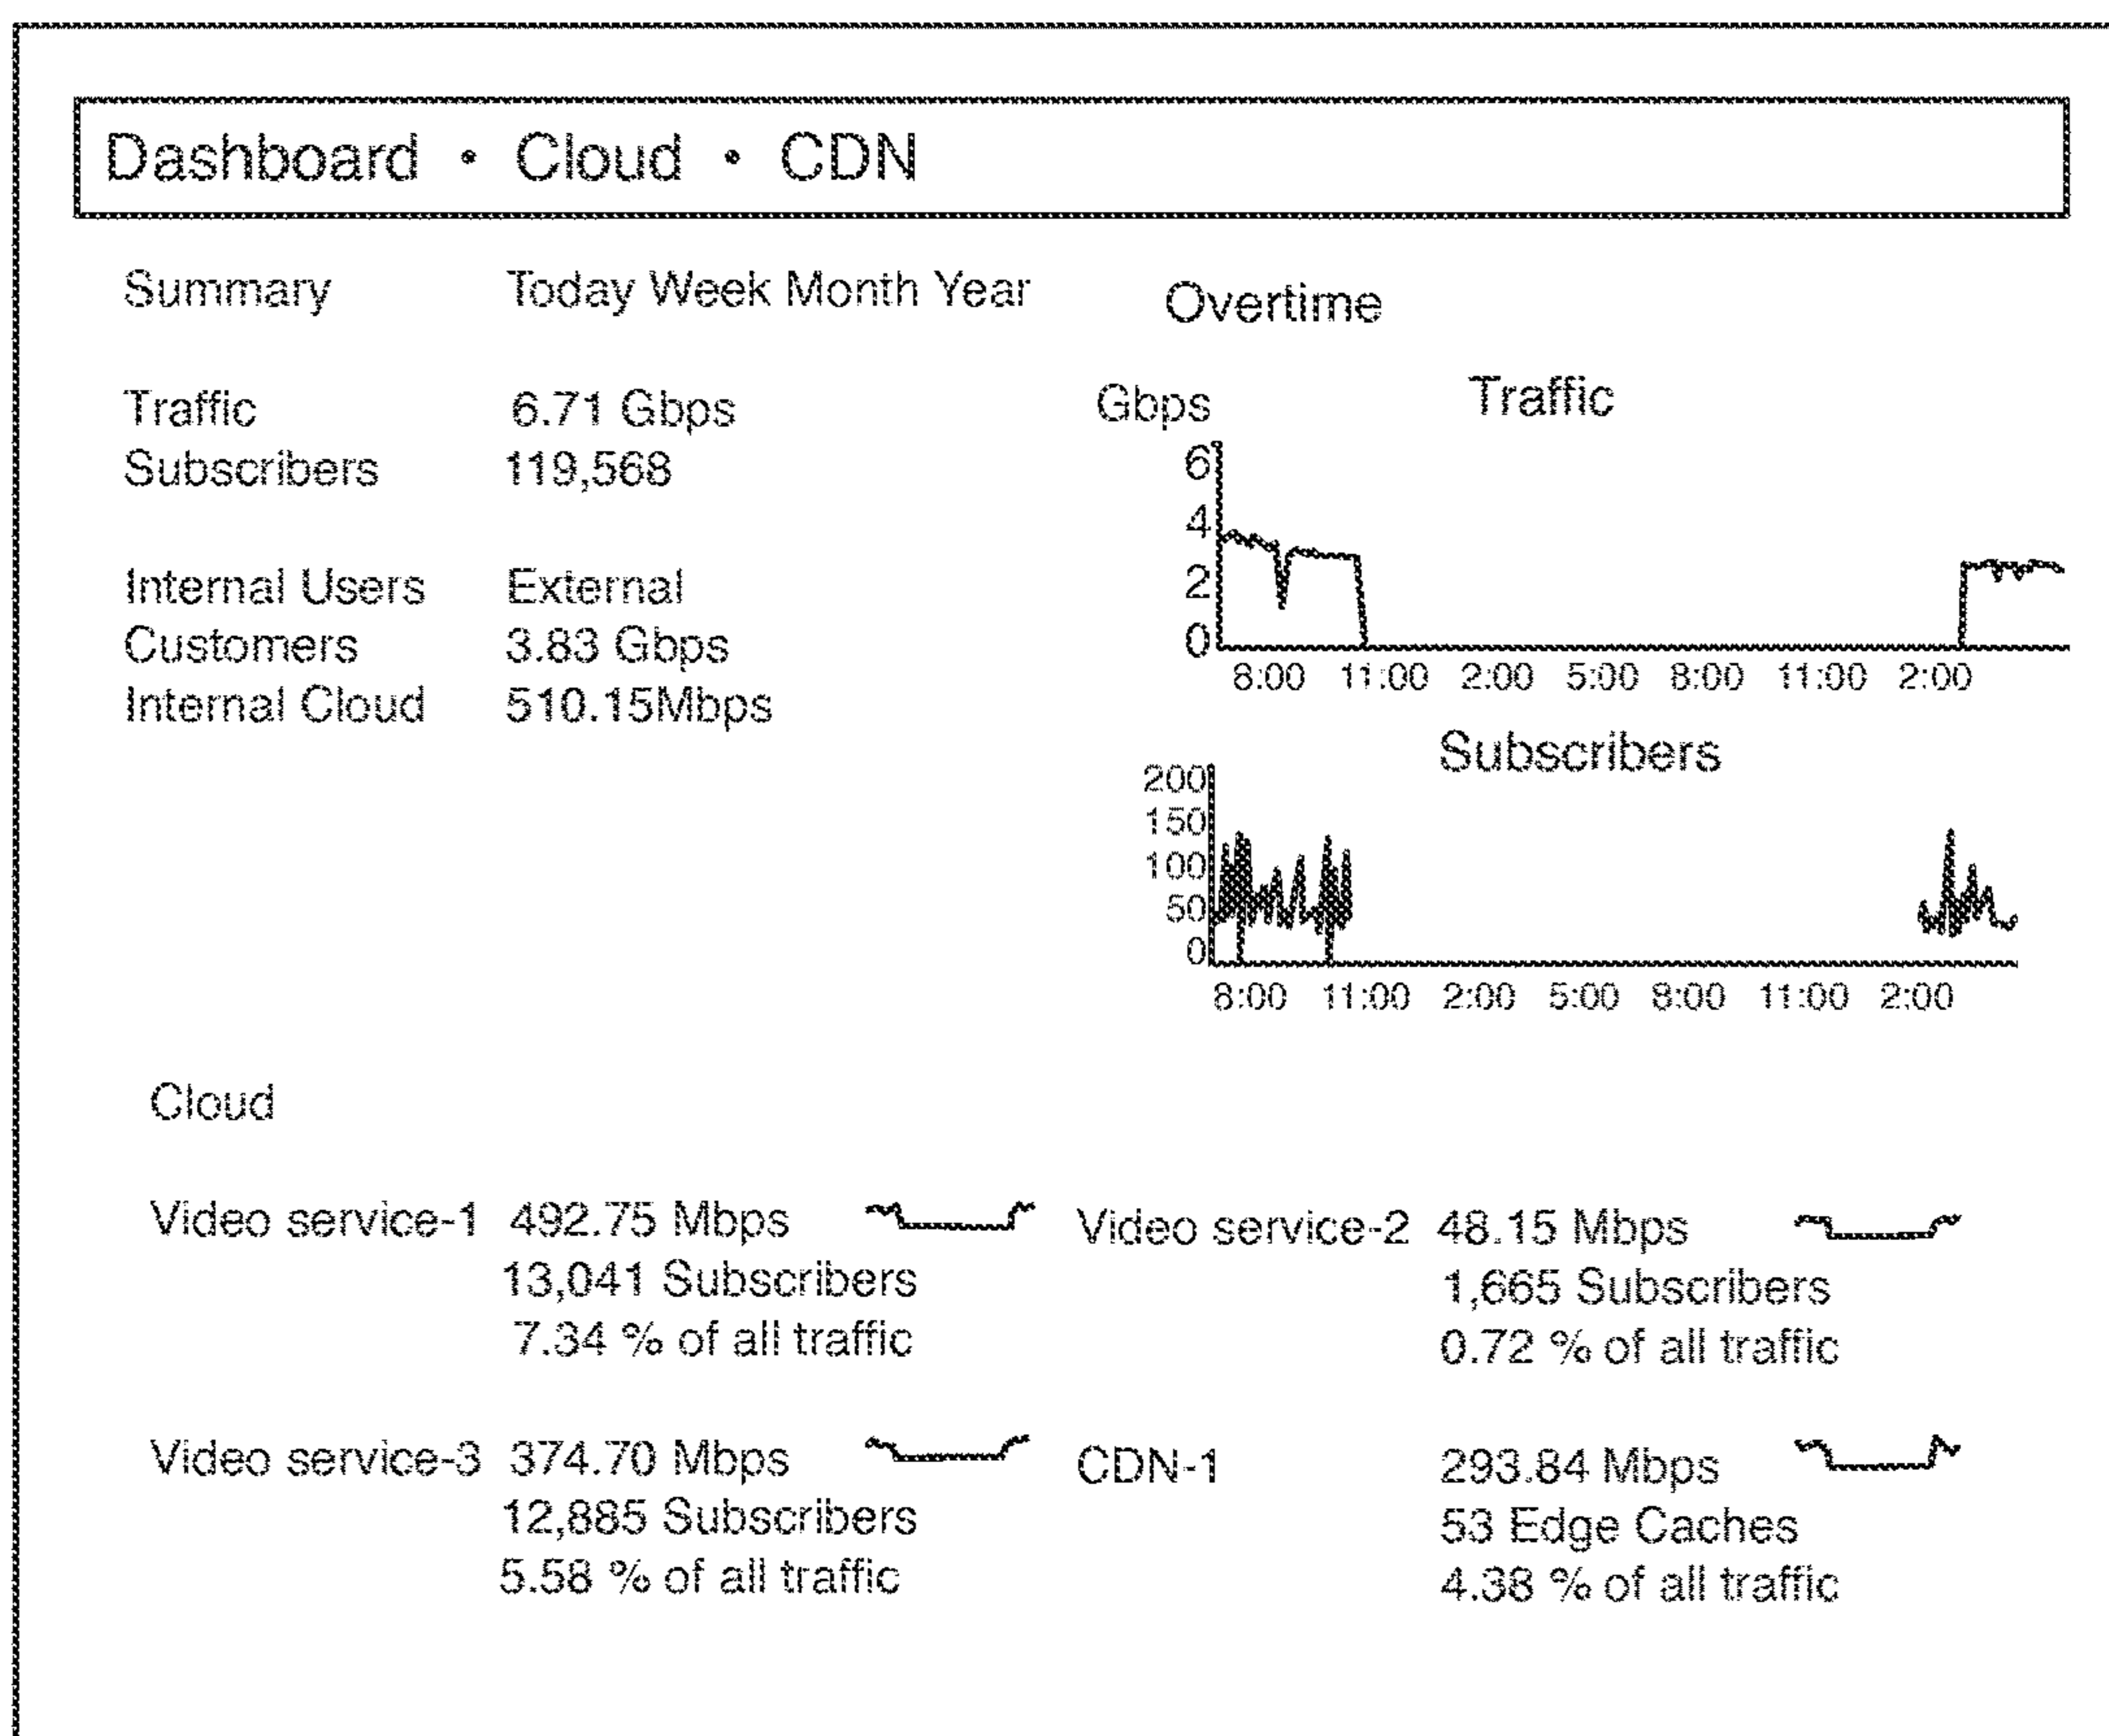 Dashboard • Cloud • CDN
Summary Today Week Month Year
Traffic 6.71 Gbps
Subscribers 119,568
Internal Users External
Customers 3.83 Gbps
Internal Cloud 510.15Mbps
Overtime
Gbps Traffic
6
4
2
0
8:00 11:00 2:00 5:00 8:00 11:00 2:00
Subscribers
200
150
100
50
0
8:00 11:00 2:00 5:00 8:00 11:00 2:00
Cloud
Video service-1 492.75 Mbps
13,041 Subscribers
7.34 % of all traffic
Video service-2 48.15 Mbps
1,665 Subscribers
0.72 % of all traffic
Video service-3 374.70 Mbps
12,885 Subscribers
5.58 % of all traffic
CDN-1 293.84 Mbps
53 Edge Caches
4.38 % of all traffic